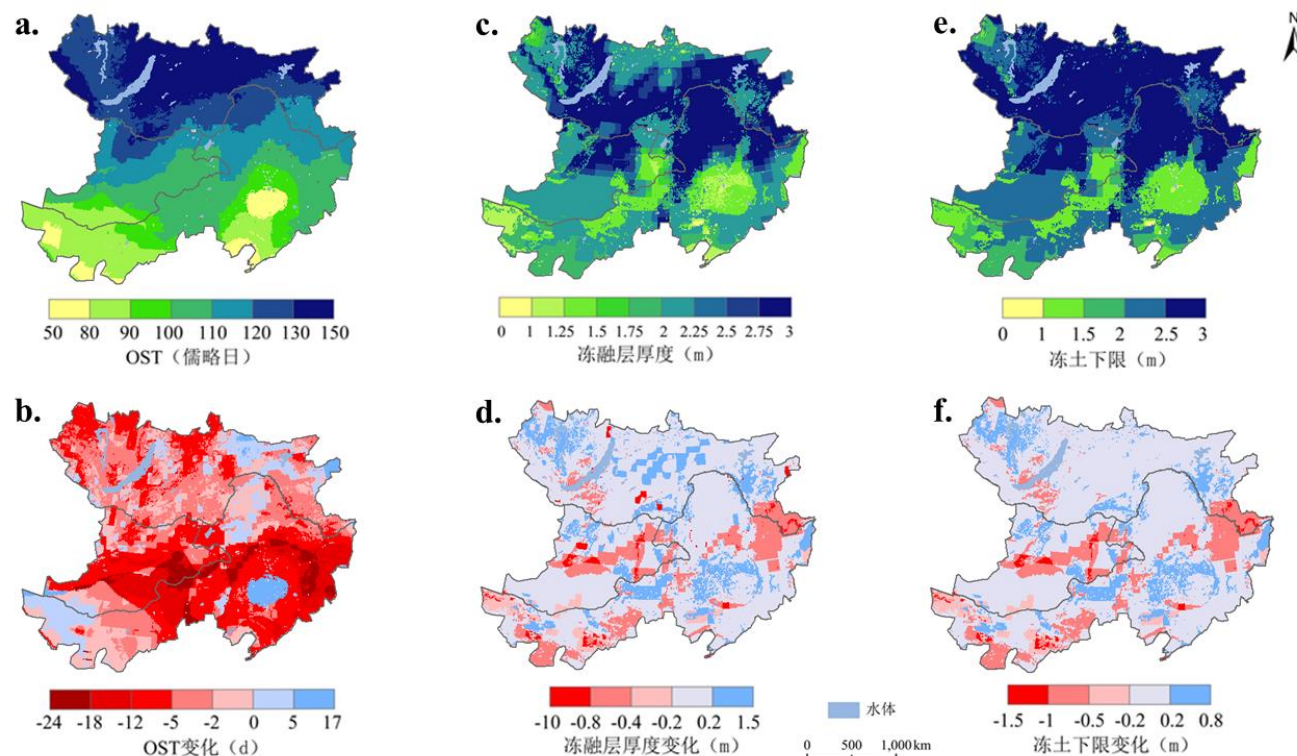 a.
c.
e.
N
50 80 90 100 110 120 130 150
OST（儒略日）
0 1 1.25 1.5 1.75 2 2.25 2.75 3
冻融层厚度（m）
0 1 1.5 2 2.5 3
冻土下限（m）
b.
d.
f.
-24 -18 -12 -5 -2 0 5 17
OST变化（d）
-10 -0.8 -0.4 -0.2 0.2 1.5
冻融层厚度变化（m）
水体
0 500 1,000 km
-1.5 -1 -0.5 -0.2 0.2 0.8
冻土下限变化（m）